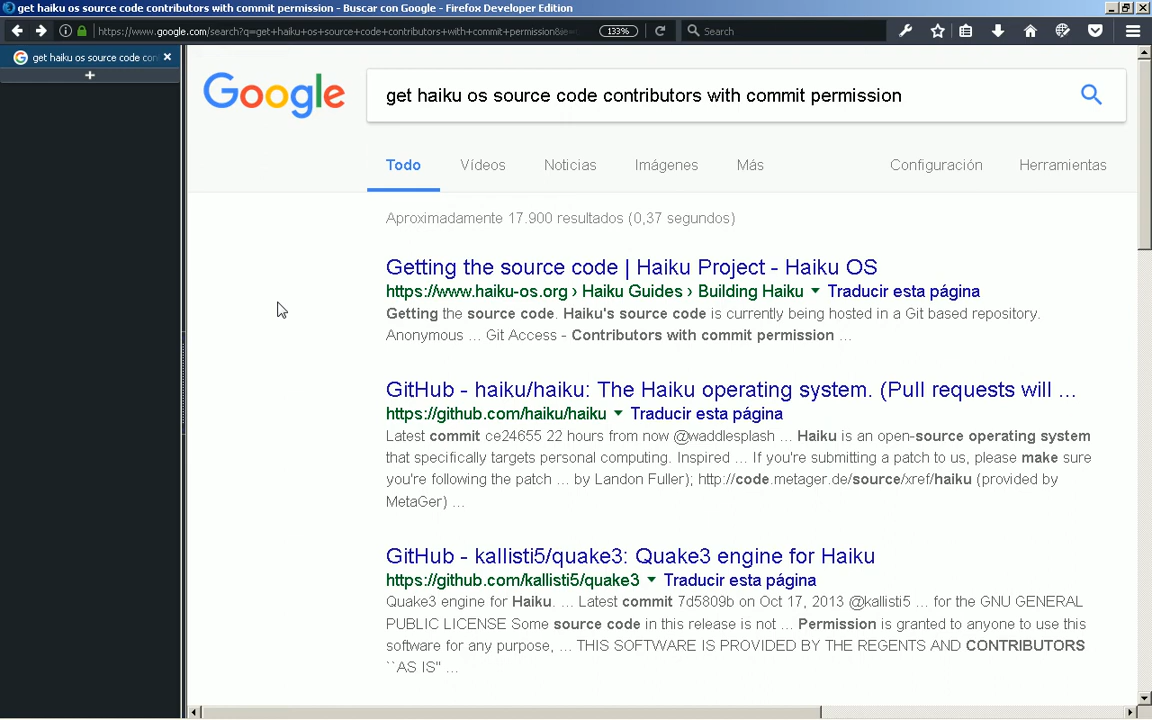 get haiku os source code contributors with commit permission - Buscar con Google - Firefox Developer Edition
https://www.google.com/search?q=get+haiku+os+source+code+contributors+with+commit+permission&ie=
133%
Search
get haiku os source code con
Google
get haiku os source code contributors with commit permission
Todo Vídeos Noticias Imágenes Más Configuración Herramientas
Aproximadamente 17.900 resultados (0,37 segundos)
Getting the source code | Haiku Project - Haiku OS
https://www.haiku-os.org › Haiku Guides › Building Haiku ▼ Traducir esta página
Getting the source code. Haiku's source code is currently being hosted in a Git based repository.
Anonymous ... Git Access - Contributors with commit permission ...
GitHub - haiku/haiku: The Haiku operating system. (Pull requests will ...
https://github.com/haiku/haiku ▼ Traducir esta página
Latest commit ce24655 22 hours from now @waddlesplash ... Haiku is an open-source operating system
that specifically targets personal computing. Inspired ... If you're submitting a patch to us, please make sure
you're following the patch ... by Landon Fuller); http://code.metager.de/source/xref/haiku (provided by
MetaGer) ...
GitHub - kallisti5/quake3: Quake3 engine for Haiku
https://github.com/kallisti5/quake3 ▼ Traducir esta página
Quake3 engine for Haiku. ... Latest commit 7d5809b on Oct 17, 2013 @kallisti5 ... for the GNU GENERAL
PUBLIC LICENSE Some source code in this release is not ... Permission is granted to anyone to use this
software for any purpose, ... THIS SOFTWARE IS PROVIDED BY THE REGENTS AND CONTRIBUTORS
``AS IS'' ...